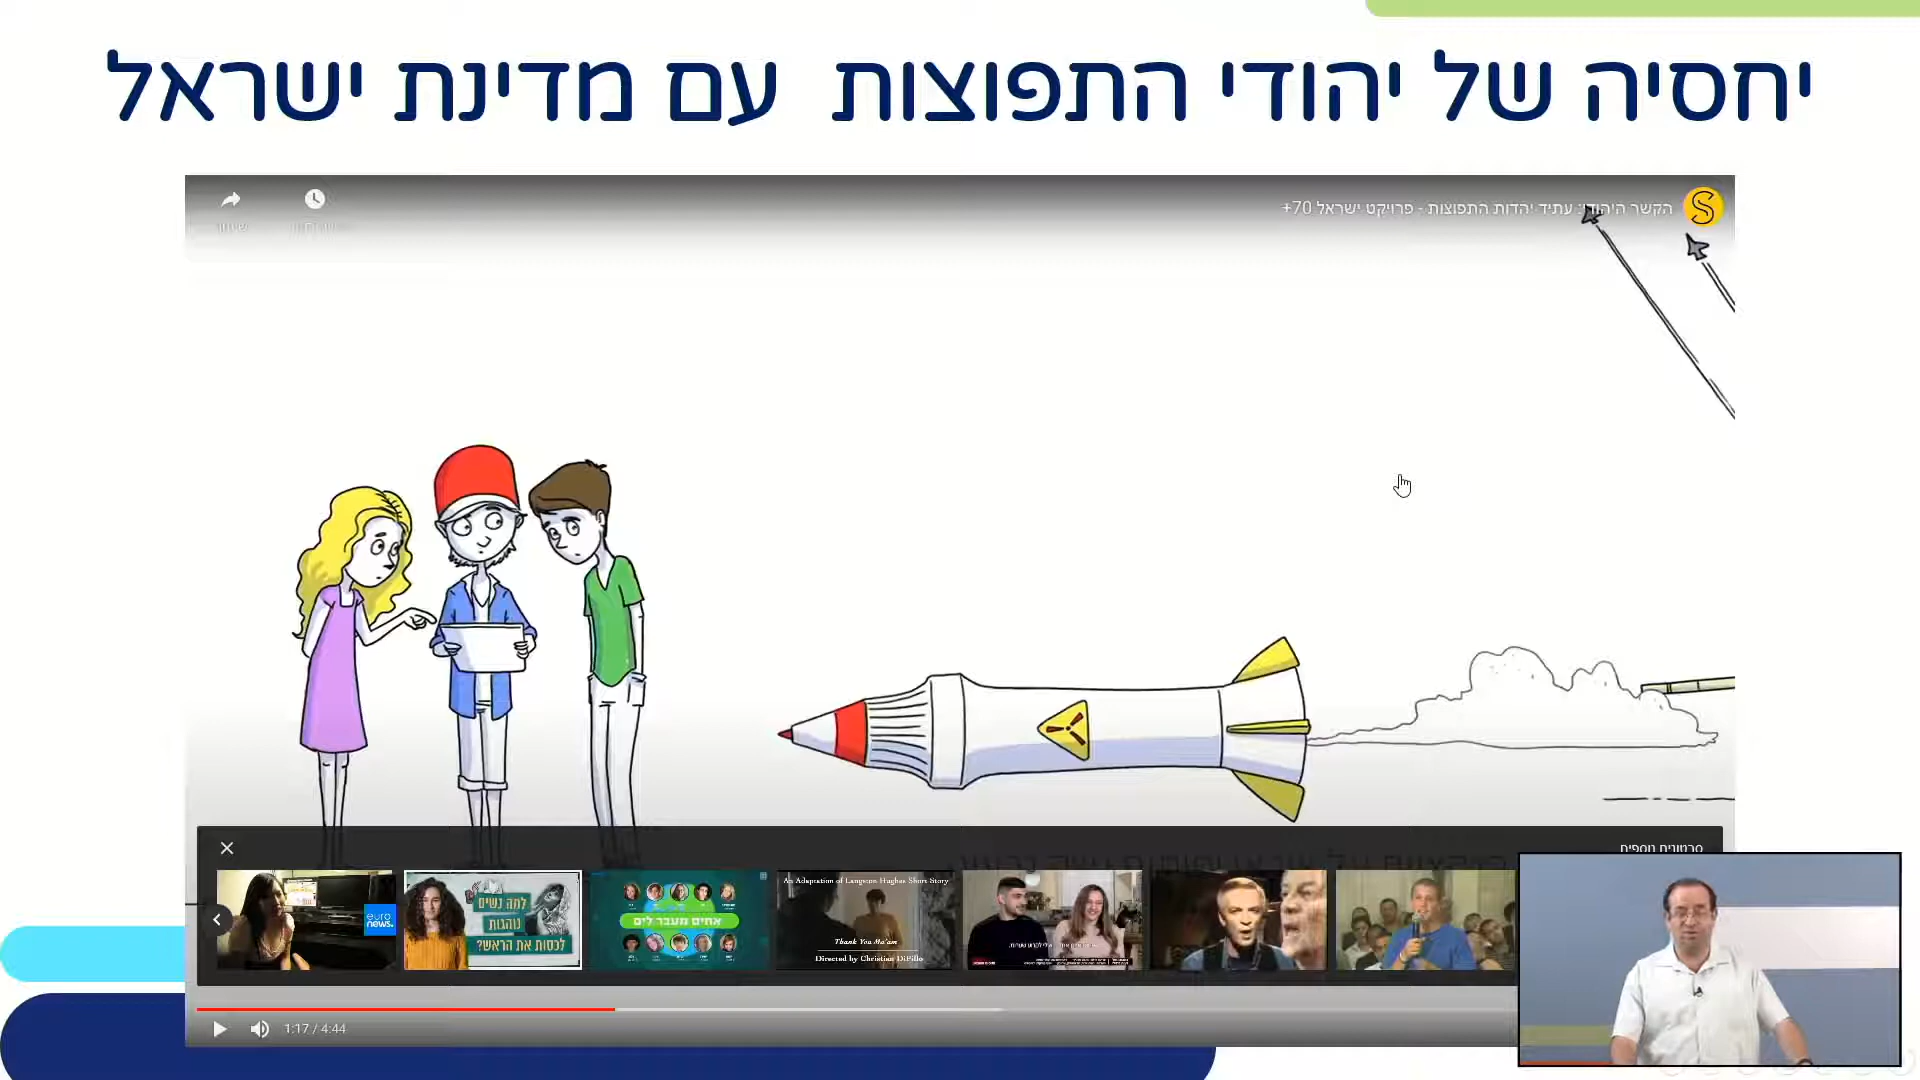 יחסיה של יהודי התפוצות עם מדינת ישראל
הקשר היהודי: עתיד יהדות התפוצות - פרויקט ישראל 70+
סרטונים נוספים
euro
news.
למה נשים
נוהגות
לכסות את הראש?
אחים מעבר לים
An Adaptation of Langston Hughes Short Story
Thank You Ma'am
Directed by Christian DiPillo
1:17 / 4:44